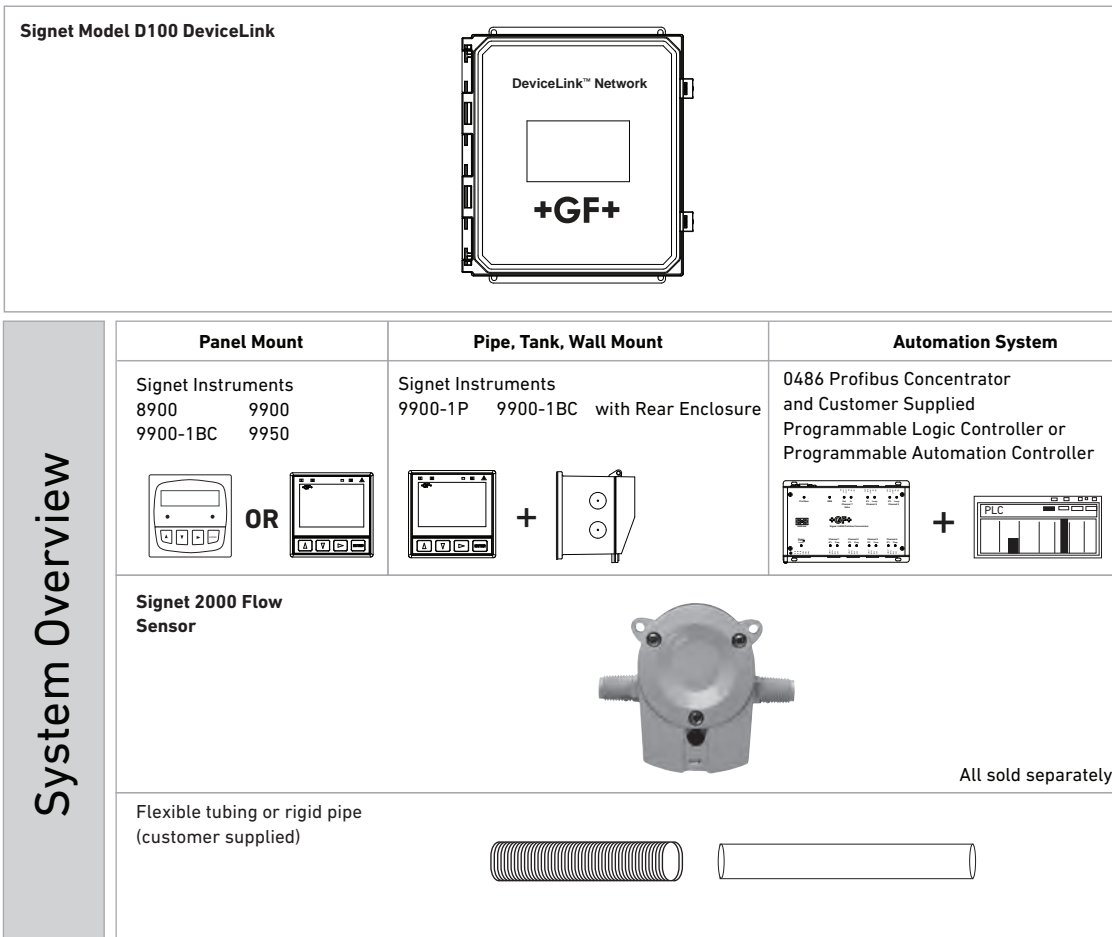 Signet Model D100 DeviceLink
DeviceLink™ Network
+GF+
System Overview
Panel Mount
Pipe, Tank, Wall Mount
Automation System
Signet Instruments
8900 9900
9900-1BC 9950
OR
Signet Instruments
9900-1P 9900-1BC with Rear Enclosure
+
0486 Profibus Concentrator
and Customer Supplied
Programmable Logic Controller or
Programmable Automation Controller
+GF+
+
PLC
Signet 2000 Flow
Sensor
All sold separately
Flexible tubing or rigid pipe
(customer supplied)